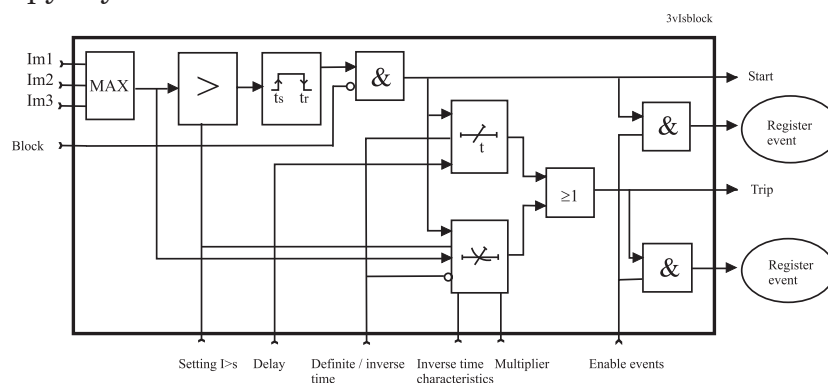 3vIsblock
Im1
Im2
Im3
MAX
>
ts tr
&
Start
Block
t
&
Register
event
≥1
Trip
&
Register
event
Setting I>s
Delay
Definite / inverse
time
Inverse time
characteristics
Multiplier
Enable events